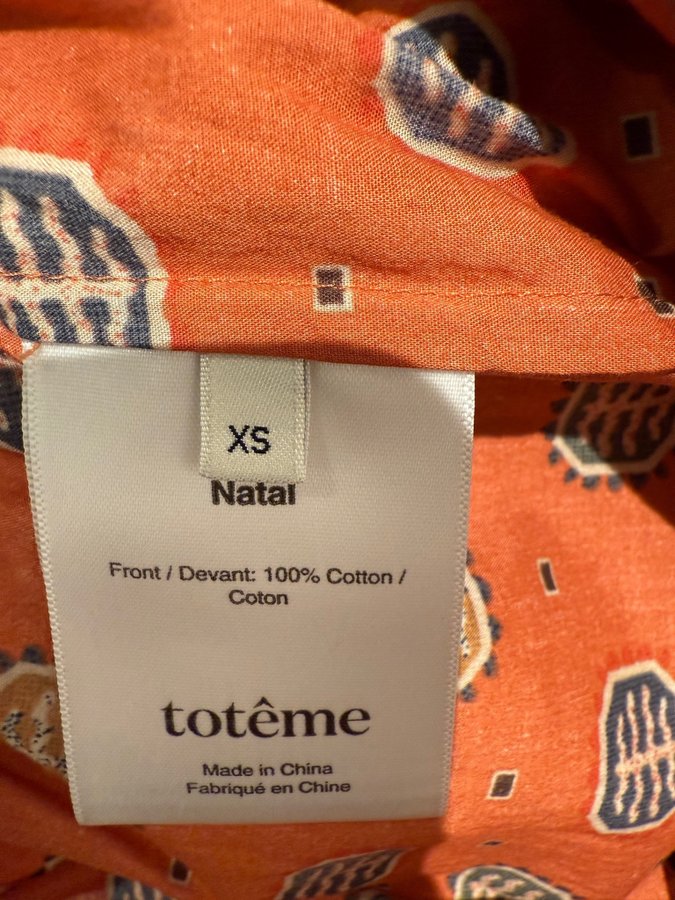 XS
Natal
Front / Devant: 100% Cotton /
Coton
totême
Made in China
Fabriqué en Chine